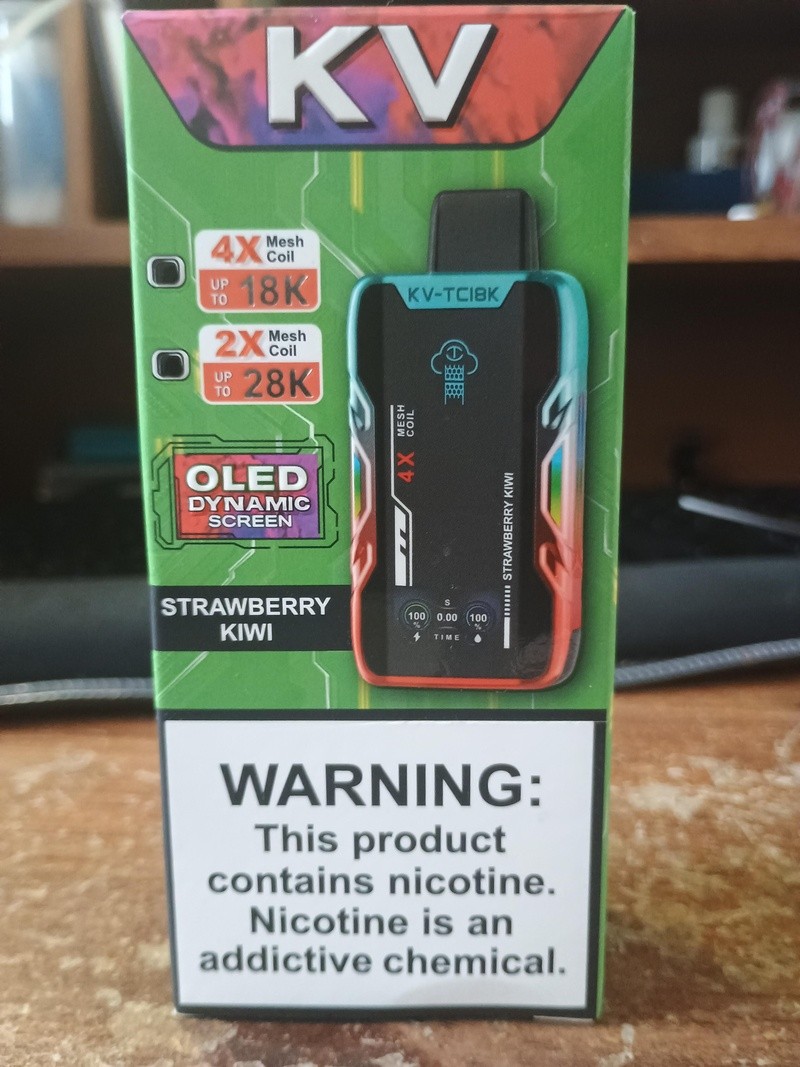 KV
4X Mesh Coil
UP TO 18K
2X Mesh Coil
UP TO 28K
OLED
DYNAMIC
SCREEN
STRAWBERRY
KIWI
KV-TC18K
4X MESH COIL
STRAWBERRY KIWI
100 % S 0.00 TIME 100 %
WARNING:
This product
contains nicotine.
Nicotine is an
addictive chemical.